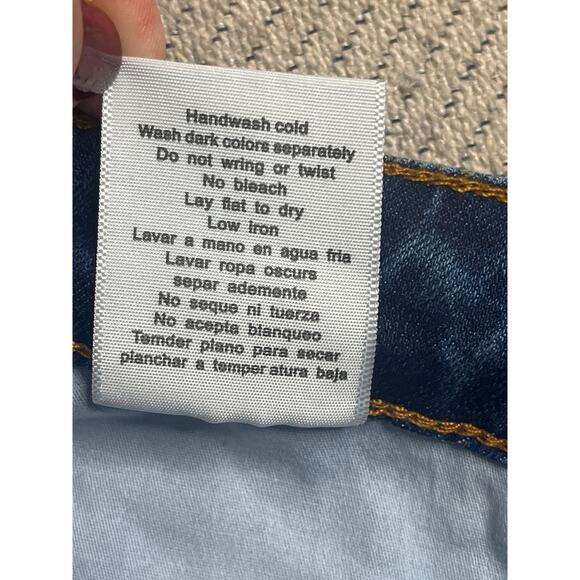 Handwash cold
Wash dark colors separately
Do not wring or twist
No bleach
Lay flat to dry
Low iron
Lavar a mano en agua fria
Lavar ropa oscurs
separ ademente
No seque ni tuerza
No acepta blanqueo
Temder plano para secar
planchar a temper atura baja